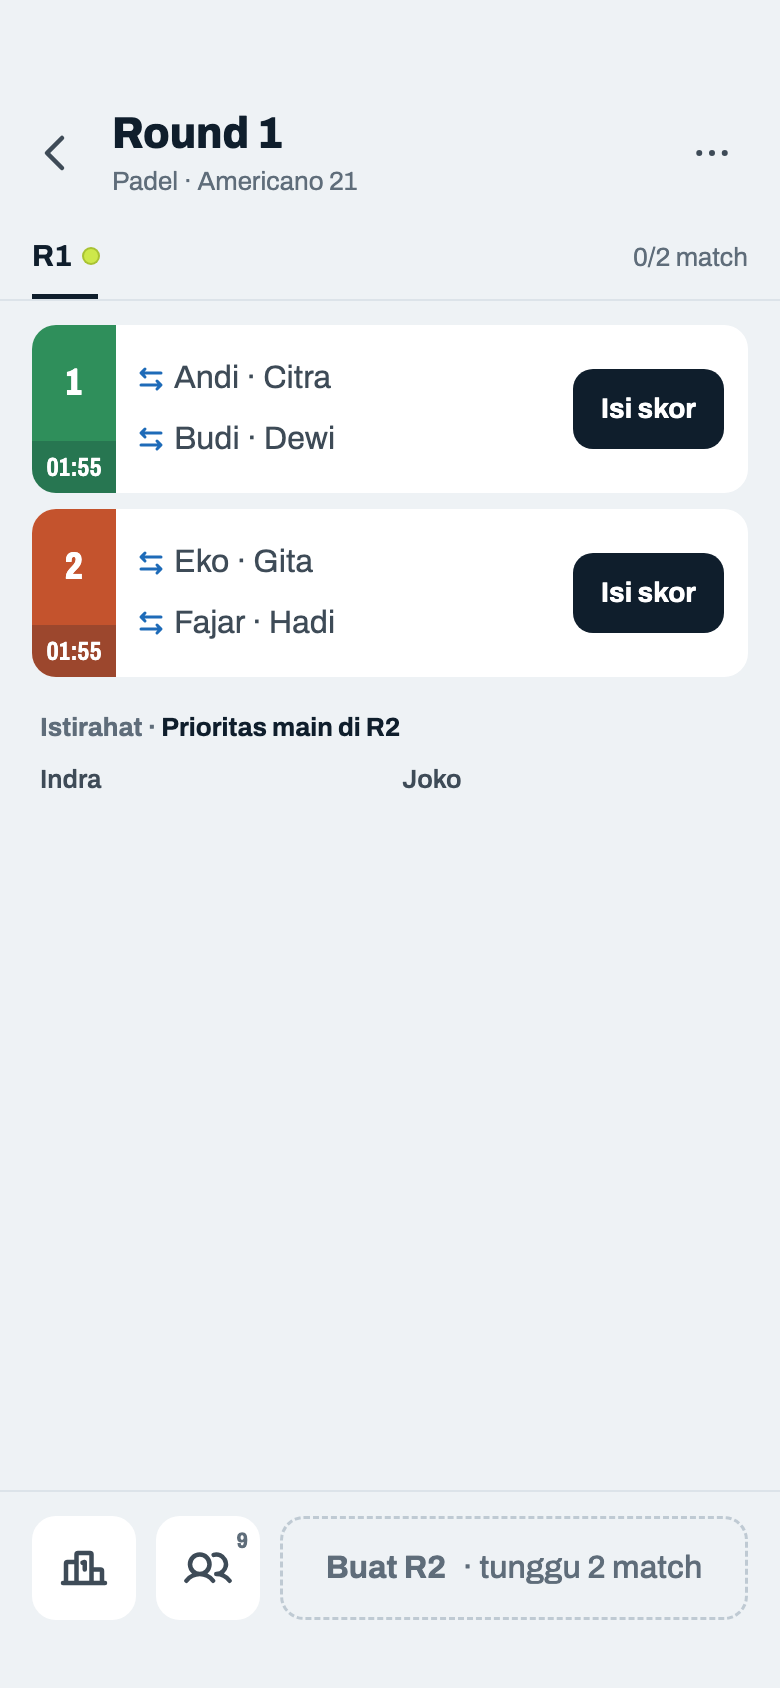 Round 1
Padel · Americano 21
R1
0/2 match
1
01:55
Andi · Citra
Budi · Dewi
Isi skor
2
01:55
Eko · Gita
Fajar · Hadi
Isi skor
Istirahat · Prioritas main di R2
Indra
Joko
1
9
Buat R2 · tunggu 2 match